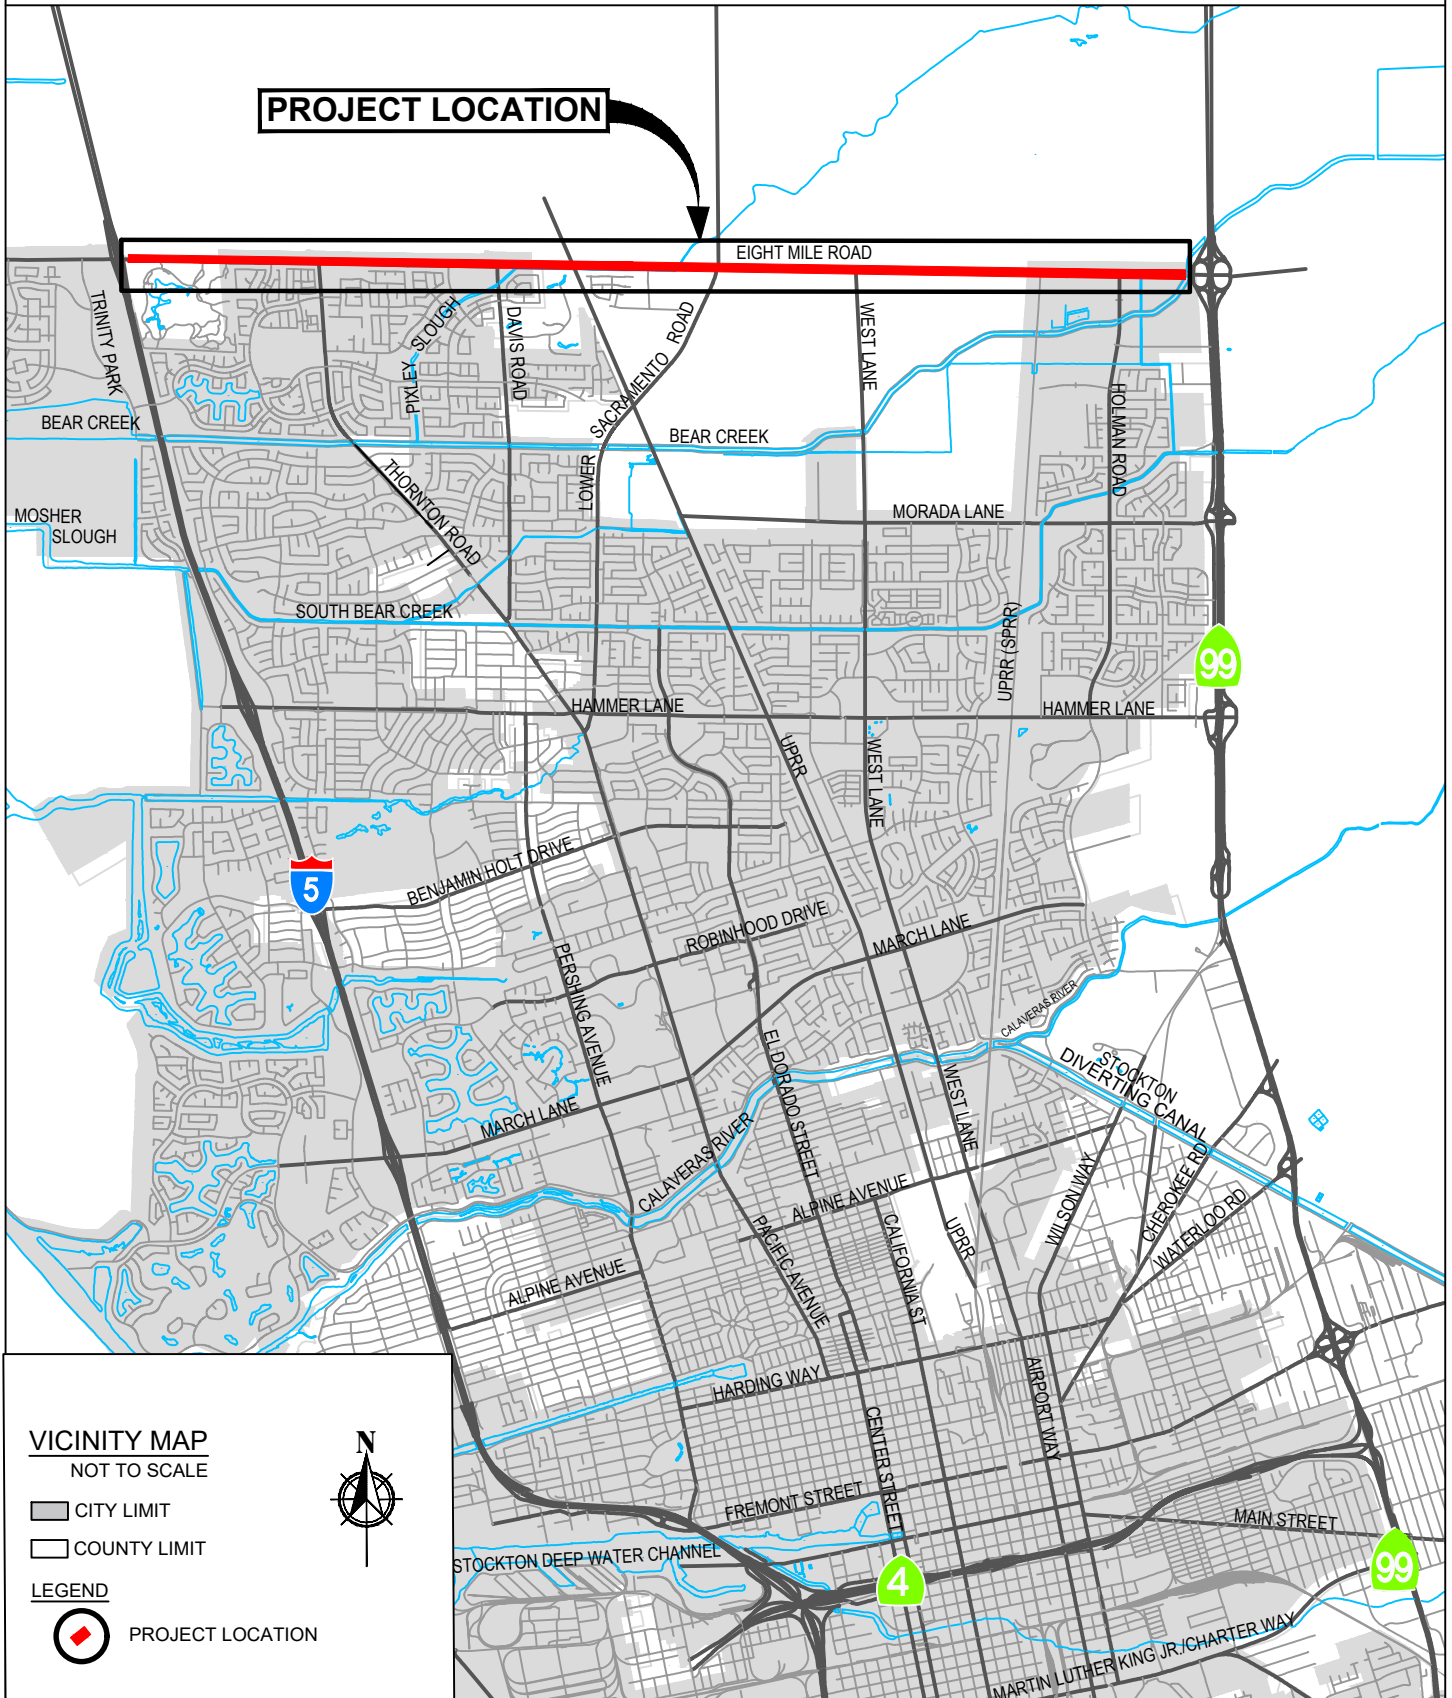 PROJECT LOCATION
EIGHT MILE ROAD
TRINITY PARK
PIXLEY SLOUGH
DAVIS ROAD
LOWER SACRAMENTO ROAD
WEST LANE
HOLMAN ROAD
BEAR CREEK
BEAR CREEK
THORNTON ROAD
MORADA LANE
MOSHER
SLOUGH
SOUTH BEAR CREEK
UPRR (SPRR)
99
HAMMER LANE
HAMMER LANE
UPRR
WEST LANE
5
BENJAMIN HOLT DRIVE
ROBINHOOD DRIVE
MARCH LANE
PERSHING AVENUE
CALAVERAS RIVER
EL DORADO STREET
STOCKTON
DIVERTING CANAL
WEST LANE
MARCH LANE
CALAVERAS RIVER
WILSON WAY
CHEROKEE RD
WATERLOO RD
ALPINE AVENUE
PACIFIC AVENUE
CALIFORNIA ST
UPRR
ALPINE AVENUE
HARDING WAY
AIRPORT WAY
CENTER STREET
FREMONT STREET
MAIN STREET
STOCKTON DEEP WATER CHANNEL
4
99
MARTIN LUTHER KING JR./CHARTER WAY
VICINITY MAP
NOT TO SCALE
N
CITY LIMIT
COUNTY LIMIT
LEGEND
PROJECT LOCATION